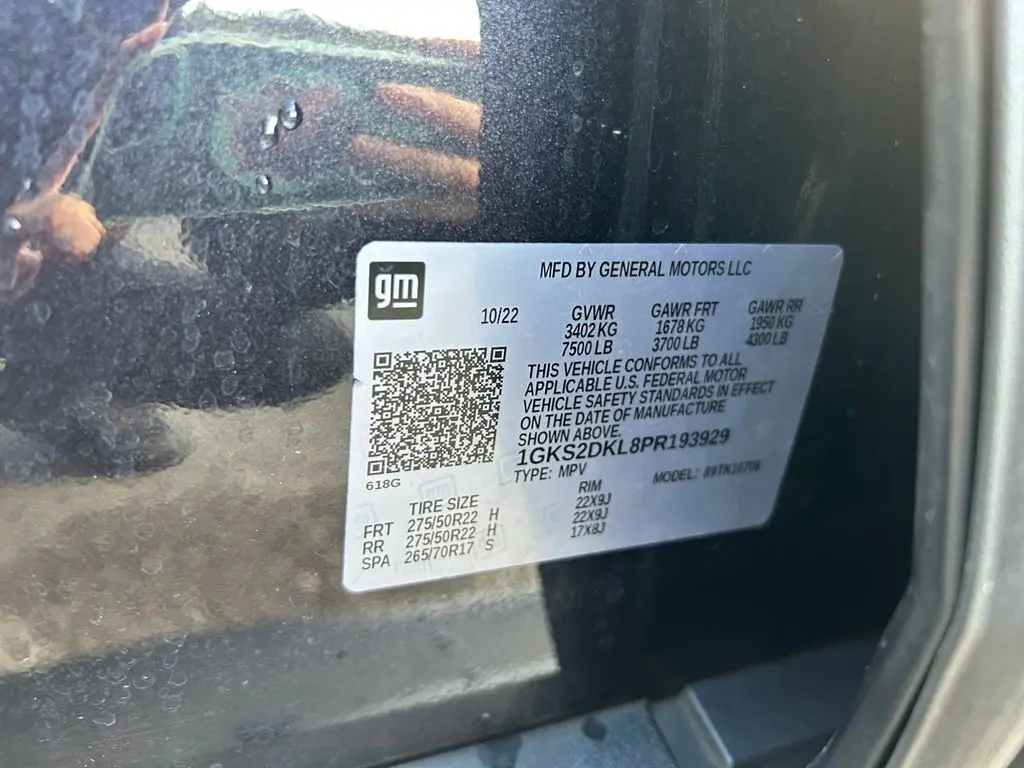 gm
MFD BY GENERAL MOTORS LLC
10/22 GVWR GAWR FRT GAWR RR
3402 KG 1678 KG 1950 KG
7500 LB 3700 LB 4300 LB
THIS VEHICLE CONFORMS TO ALL
APPLICABLE U.S. FEDERAL MOTOR
VEHICLE SAFETY STANDARDS IN EFFECT
ON THE DATE OF MANUFACTURE
SHOWN ABOVE.
1GKS2DKL8PR193929
TYPE: MPV MODEL:
618G
TIRE SIZE RIM
FRT 275/50R22 H 22X9J
RR 275/50R22 H 22X9J
SPA 265/70R17 S 17X8J